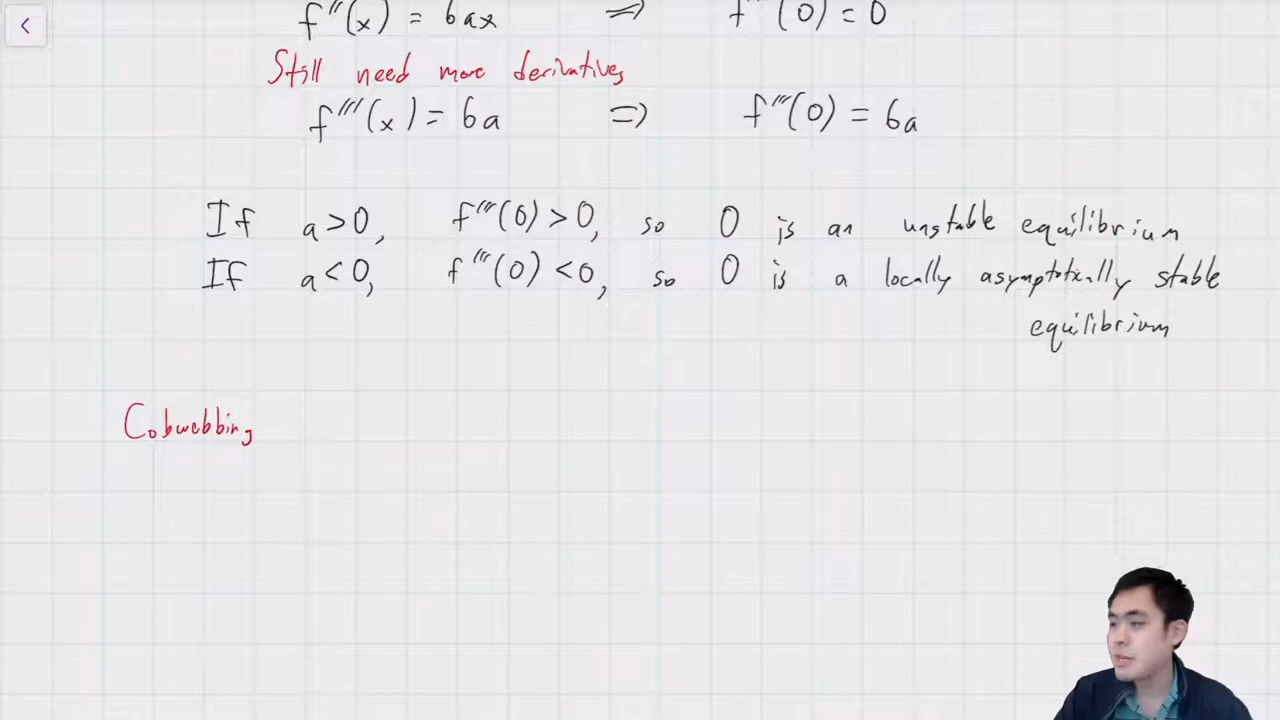 f''(x) = 6ax ⟹ f''(0) = 0
Still need more derivatives
f'''(x) = 6a ⟹ f'''(0) = 6a
If a > 0, f'''(0) > 0, so 0 is an unstable equilibrium
If a < 0, f'''(0) < 0, so 0 is a locally asymptotically stable
equilibrium
Cobwebbing